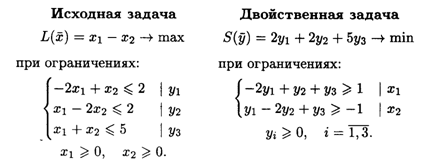 Исходная задача
L(x̄) = x₁ − x₂ → max
при ограничениях:
−2x₁ + x₂ ⩽ 2 | y₁
x₁ − 2x₂ ⩽ 2 | y₂
x₁ + x₂ ⩽ 5 | y₃
x₁ ⩾ 0, x₂ ⩾ 0.
Двойственная задача
S(ȳ) = 2y₁ + 2y₂ + 5y₃ → min
при ограничениях:
−2y₁ + y₂ + y₃ ⩾ 1 | x₁
y₁ − 2y₂ + y₃ ⩾ −1 | x₂
yᵢ ⩾ 0, i = 1,3.